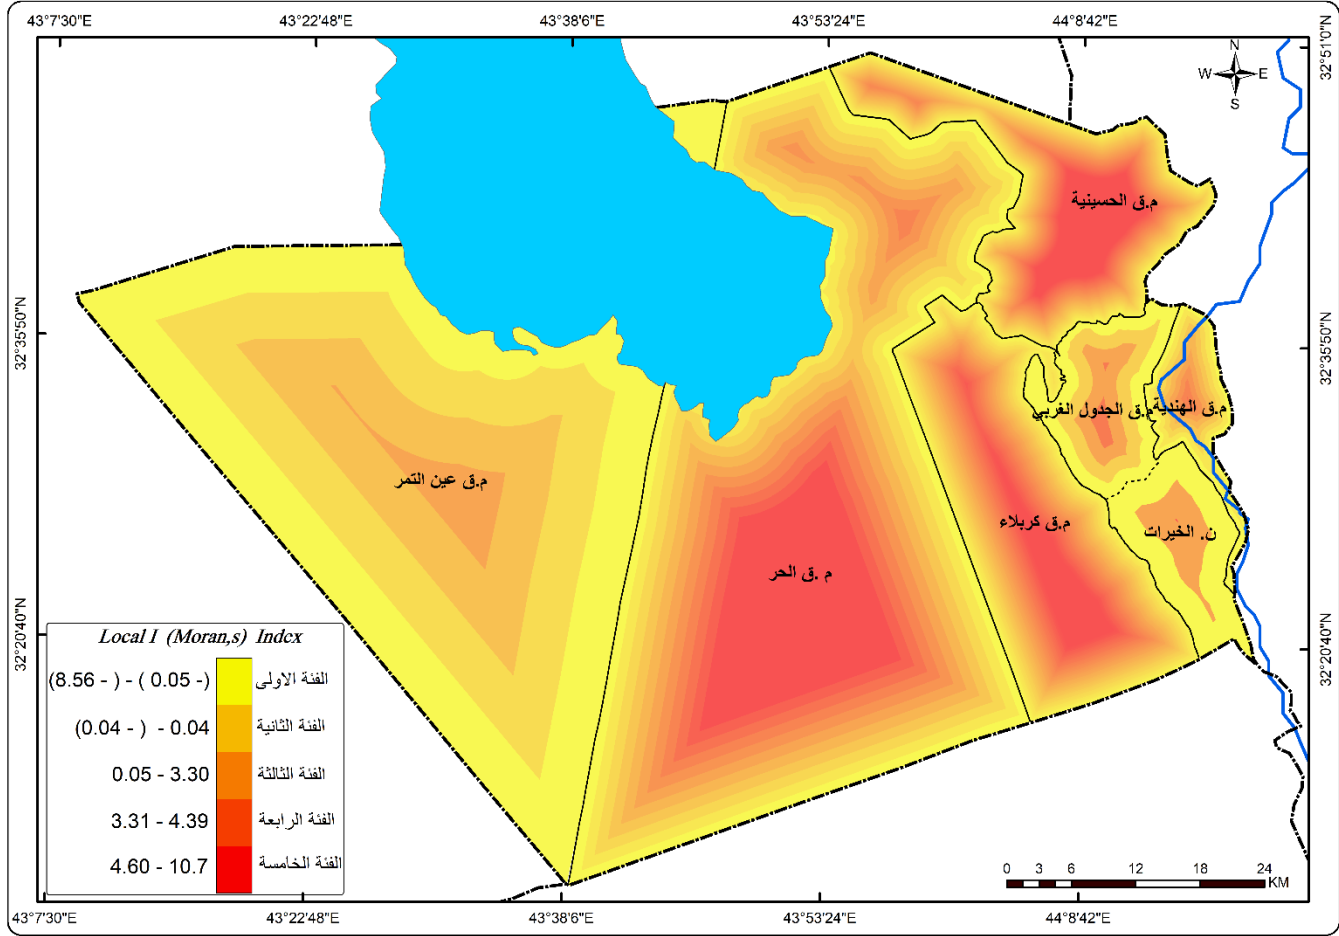 43°7'30"E 43°22'48"E 43°38'6"E 43°53'24"E 44°8'42"E
32°51'0"N
N
W E
S
م.ق الحسينية
32°35'50"N 32°35'50"N
م.ق الجدول الغربي
م.ق الهندية
م.ق عين التمر
م.ق كربلاء
ن. الخيرات
م .ق الحر
32°20'40"N 32°20'40"N
Local I (Moran,s) Indcx
(8.56 - ) - ( 0.05 -) الفئة الاولى
(0.04 - ) - 0.04 الفئة الثانية
0.05 - 3.30 الفئة الثالثة
3.31 - 4.39 الفئة الرابعة
4.60 - 10.7 الفئة الخامسة
0 3 6 12 18 24
KM
43°7'30"E 43°22'48"E 43°38'6"E 43°53'24"E 44°8'42"E